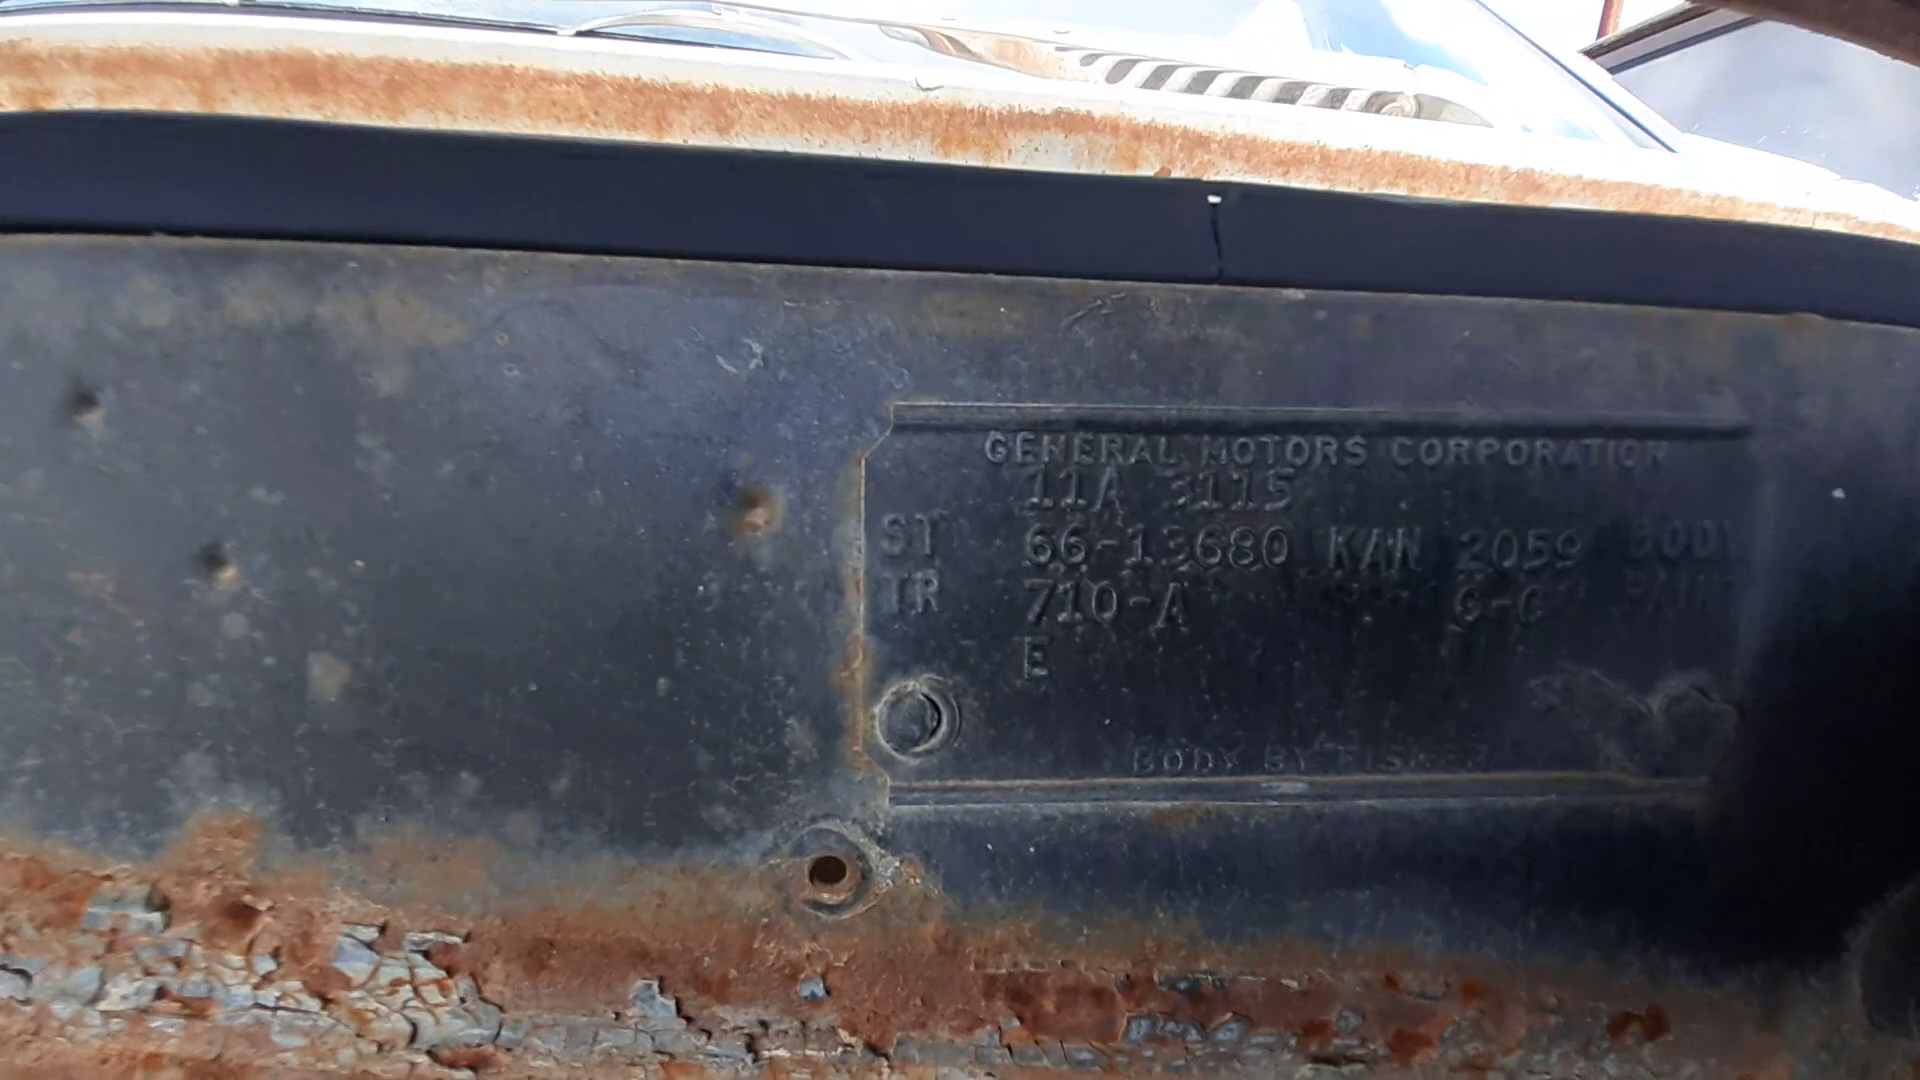 GENERAL MOTORS CORPORATION
11A 3115
ST 66-13680 KAN 2059 BODY
TR 710-A C-C PAINT
E
BODY BY FISHER